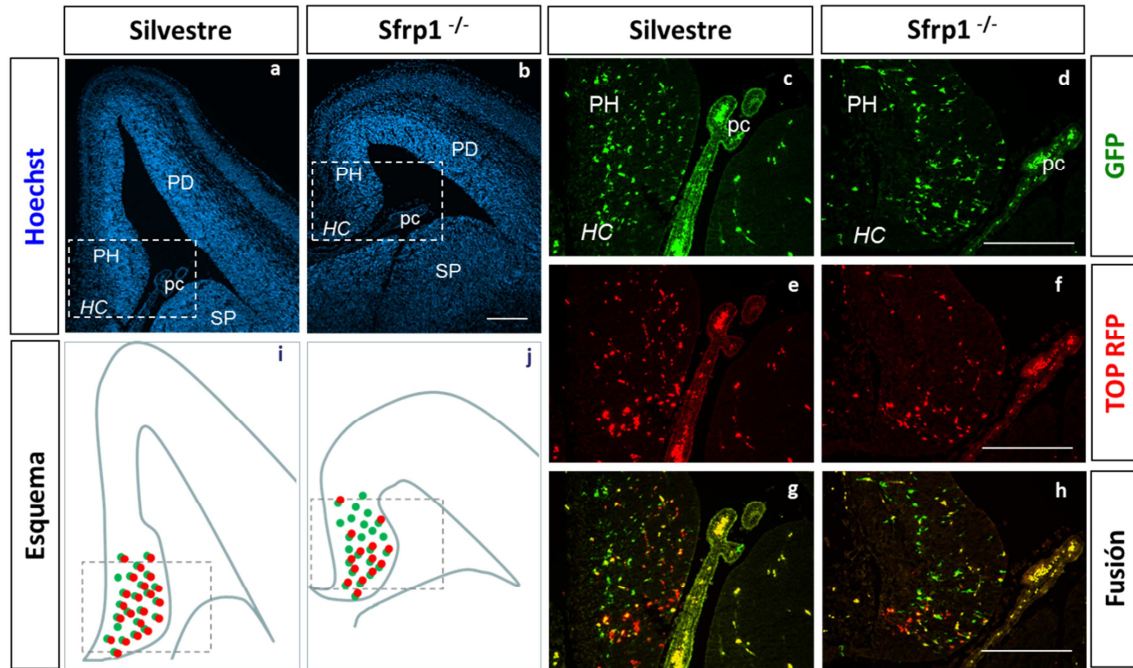 Silvestre
Sfrp1 -/-
Silvestre
Sfrp1 -/-
Hoechst
a
PD
PH
HC
pc
SP
b
PD
PH
HC
pc
SP
c
PH
pc
HC
d
PH
pc
HC
GFP
e
f
TOP RFP
Esquema
i
j
g
h
Fusión